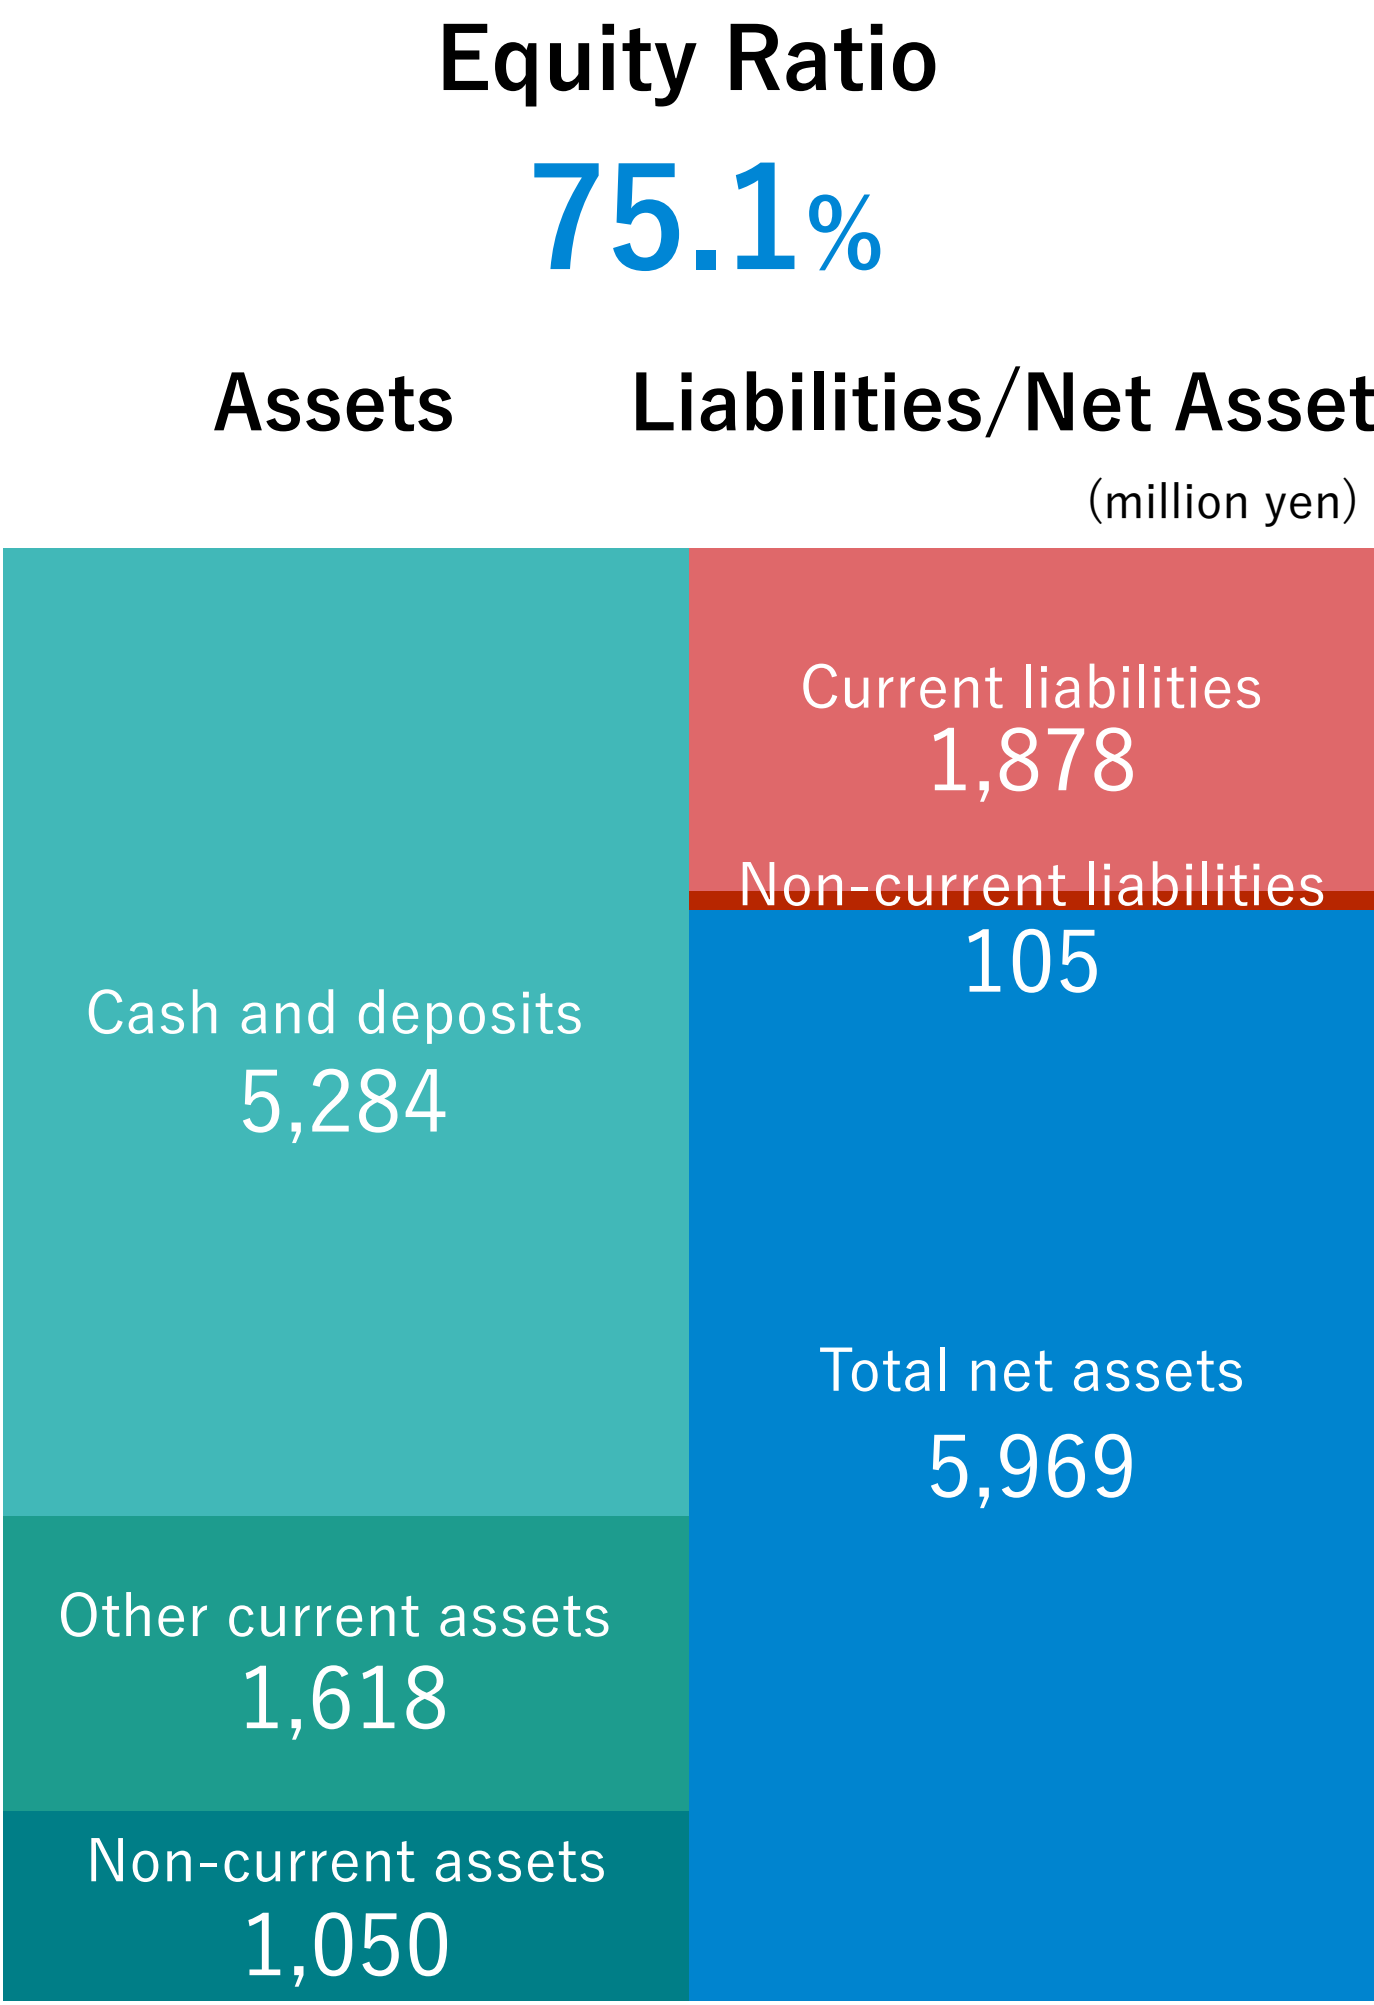 Equity Ratio
75.1%
Assets
Liabilities/Net Asset
(million yen)
Cash and deposits
5,284
Other current assets
1,618
Non-current assets
1,050
Current liabilities
1,878
Non-current liabilities
105
Total net assets
5,969